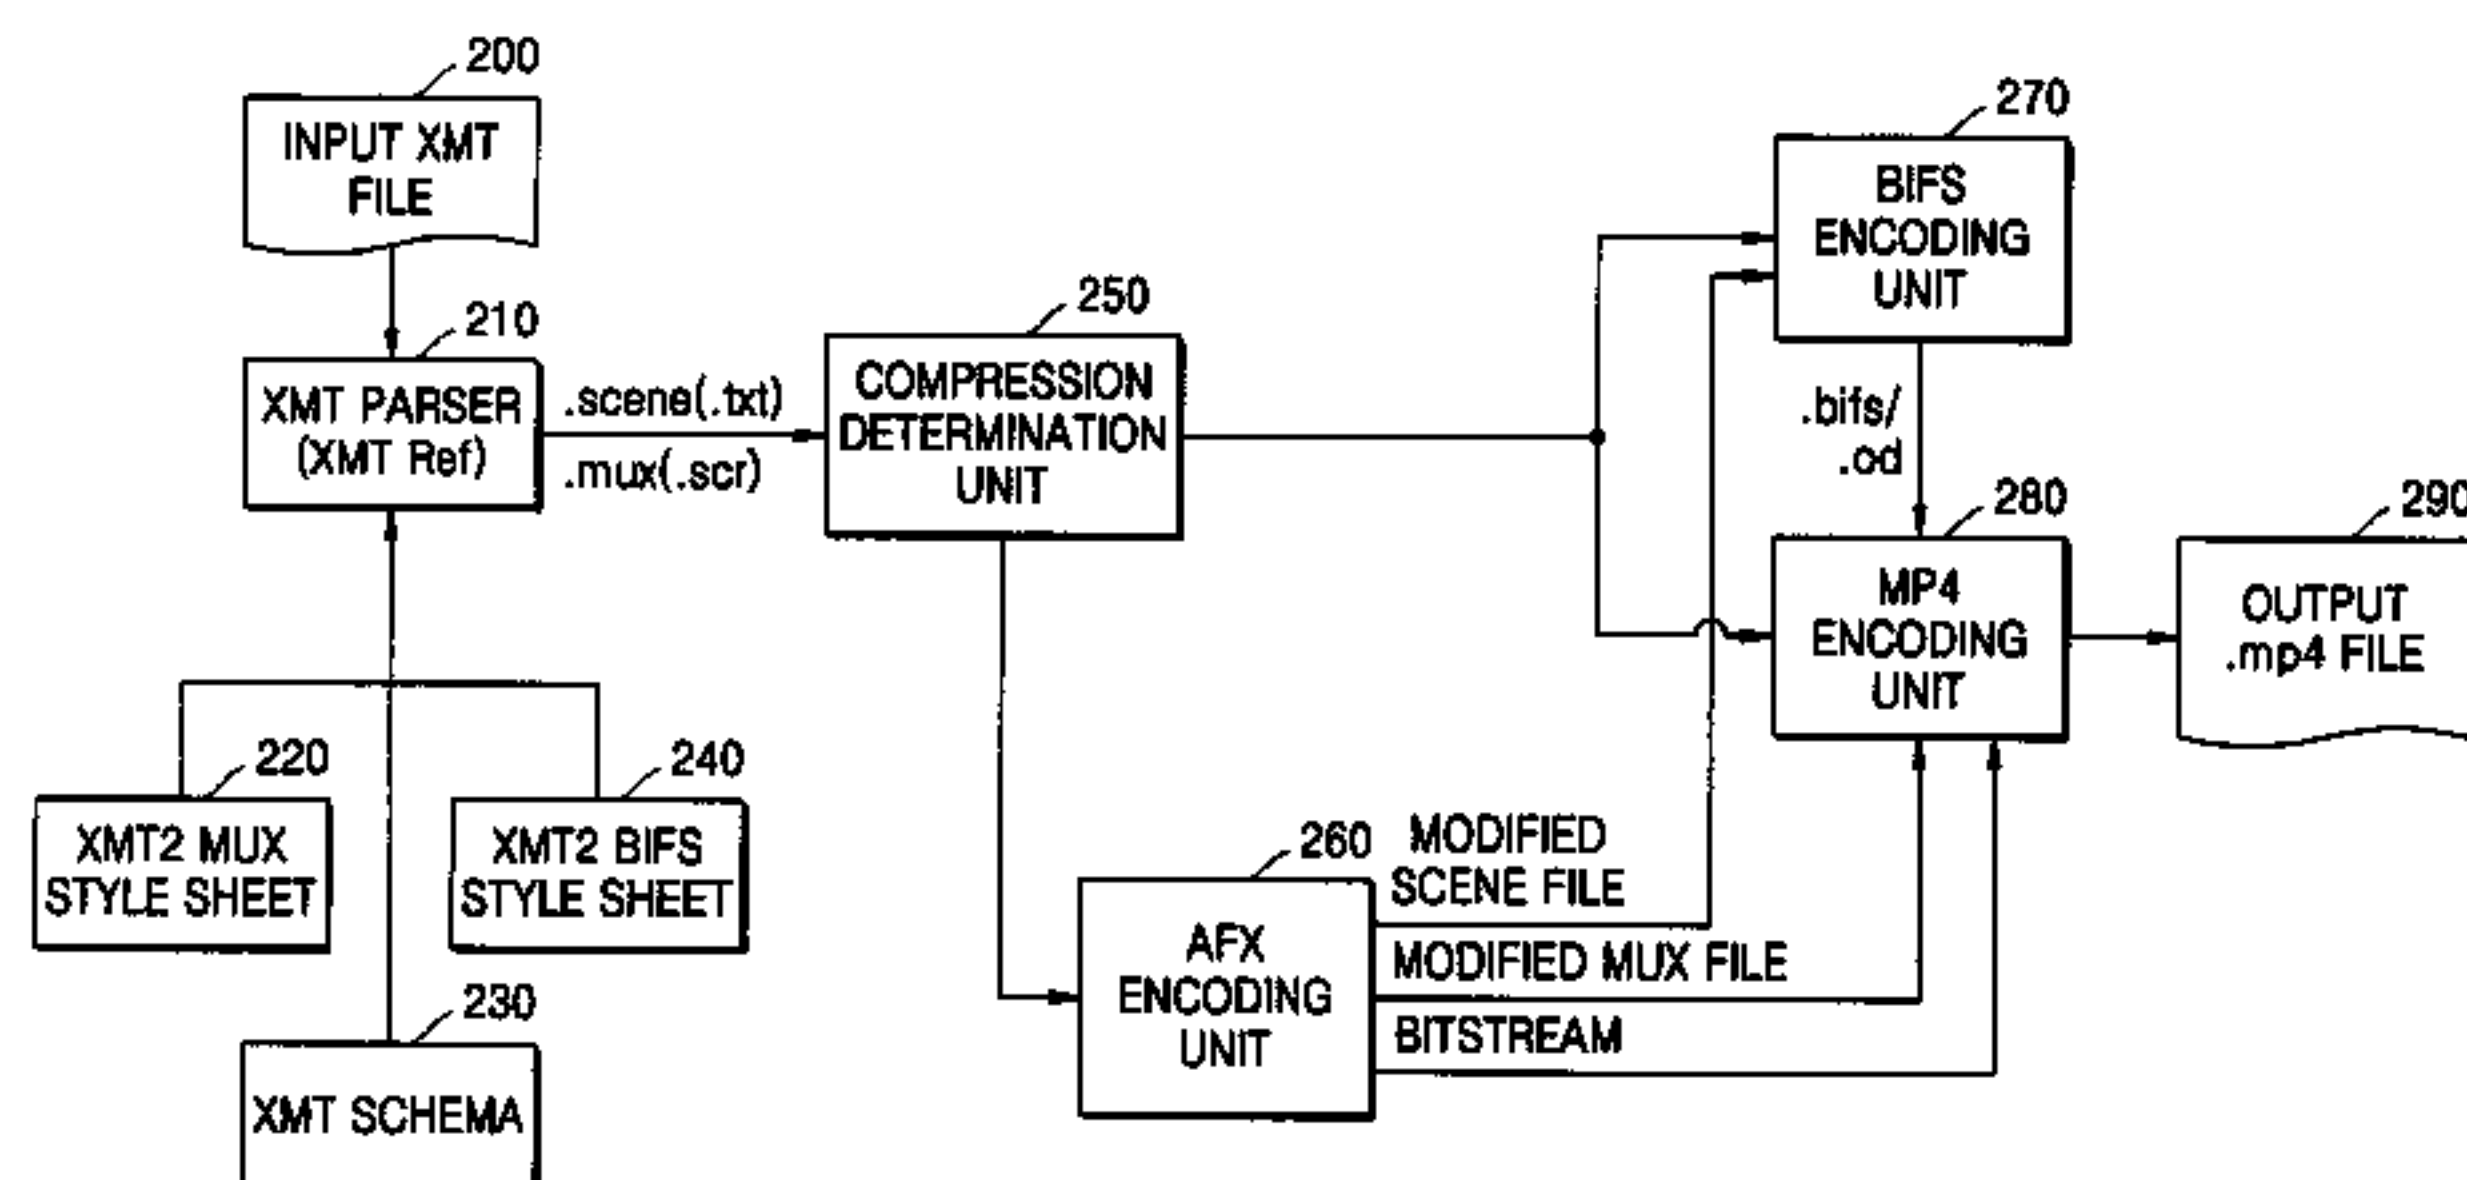 200
INPUT XMT
FILE
210
XMT PARSER
(XMT Ref)
.scene(.txt)
.mux(.scr)
250
COMPRESSION
DETERMINATION
UNIT
270
BIFS
ENCODING
UNIT
.bifs/
.od
280
MP4
ENCODING
UNIT
290
OUTPUT
.mp4 FILE
220
XMT2 MUX
STYLE SHEET
240
XMT2 BIFS
STYLE SHEET
230
XMT SCHEMA
260
AFX
ENCODING
UNIT
MODIFIED
SCENE FILE
MODIFIED MUX FILE
BITSTREAM